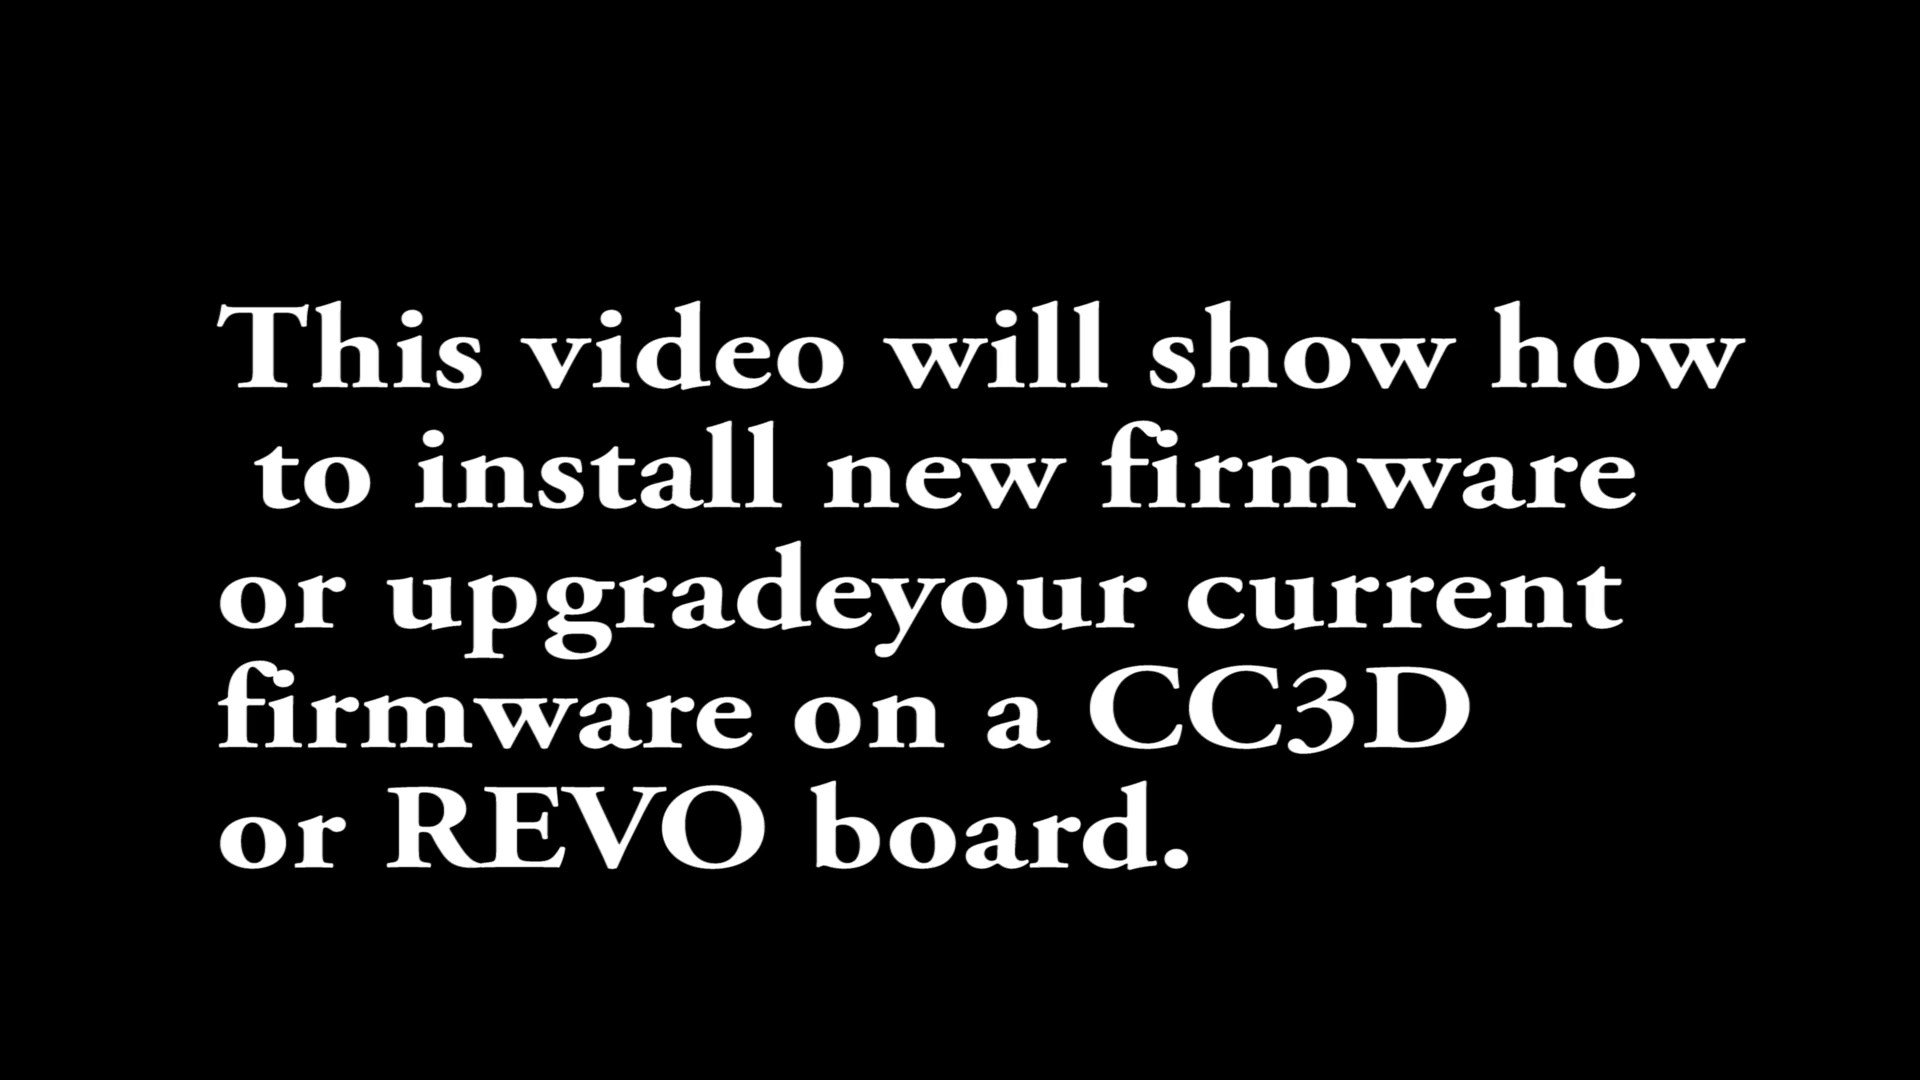 This video will show how
to install new firmware
or upgradeyour current
firmware on a CC3D
or REVO board.